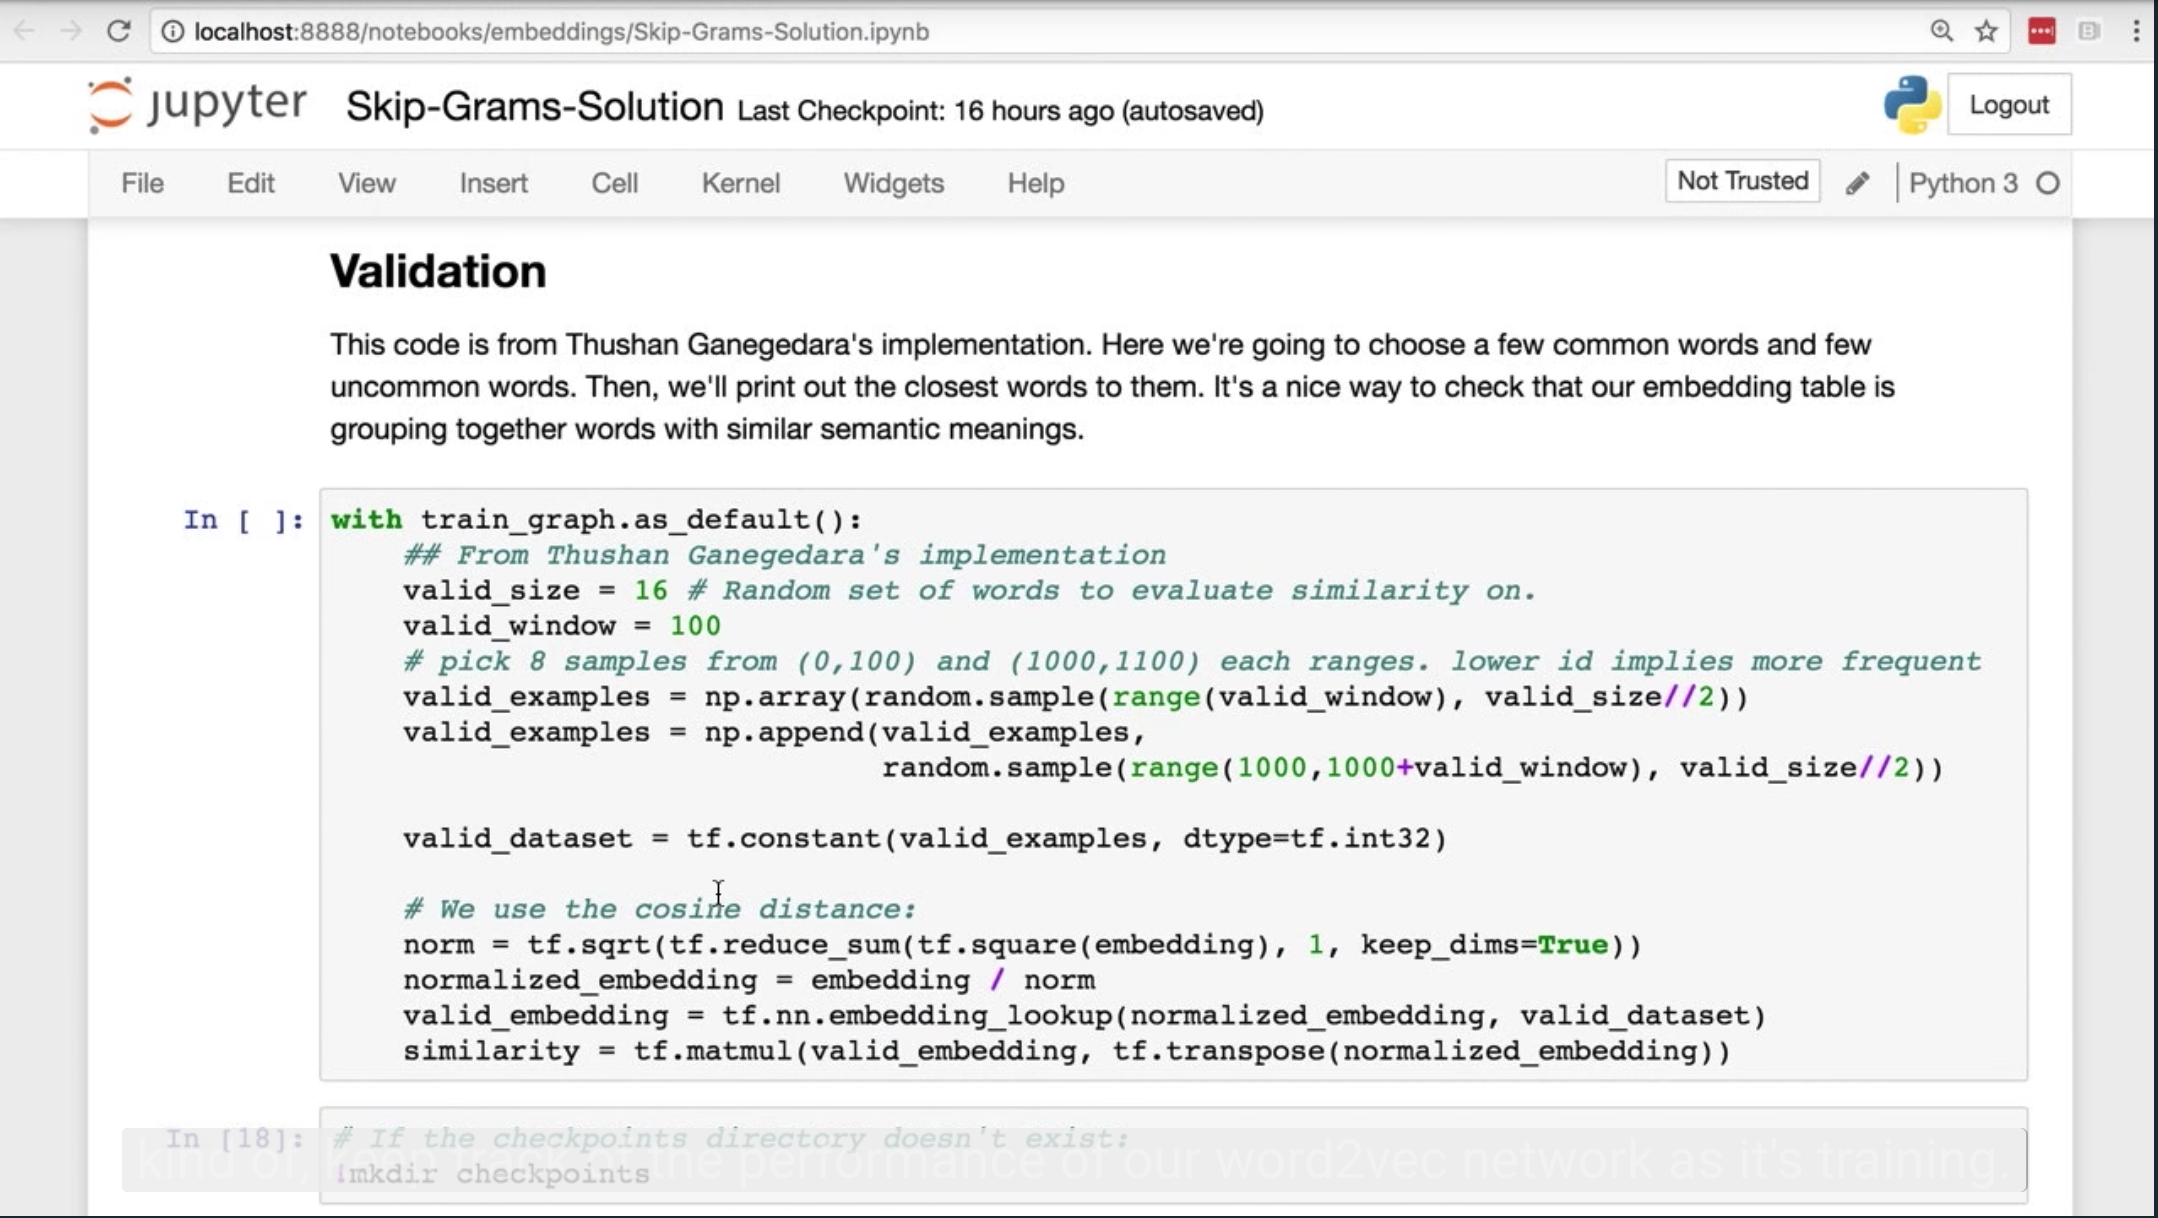 localhost:8888/notebooks/embeddings/Skip-Grams-Solution.ipynb
jupyter Skip-Grams-Solution Last Checkpoint: 16 hours ago (autosaved) Logout
File Edit View Insert Cell Kernel Widgets Help Not Trusted Python 3
Validation
This code is from Thushan Ganegedara's implementation. Here we're going to choose a few common words and few
uncommon words. Then, we'll print out the closest words to them. It's a nice way to check that our embedding table is
grouping together words with similar semantic meanings.
In [ ]: with train_graph.as_default():
## From Thushan Ganegedara's implementation
valid_size = 16 # Random set of words to evaluate similarity on.
valid_window = 100
# pick 8 samples from (0,100) and (1000,1100) each ranges. lower id implies more frequent
valid_examples = np.array(random.sample(range(valid_window), valid_size//2))
valid_examples = np.append(valid_examples,
random.sample(range(1000,1000+valid_window), valid_size//2))
valid_dataset = tf.constant(valid_examples, dtype=tf.int32)
# We use the cosine distance:
norm = tf.sqrt(tf.reduce_sum(tf.square(embedding), 1, keep_dims=True))
normalized_embedding = embedding / norm
valid_embedding = tf.nn.embedding_lookup(normalized_embedding, valid_dataset)
similarity = tf.matmul(valid_embedding, tf.transpose(normalized_embedding))
In [18]: # If the checkpoints directory doesn't exist:
!mkdir checkpoints
kind of, keep track of the performance of our word2vec network as it's training.